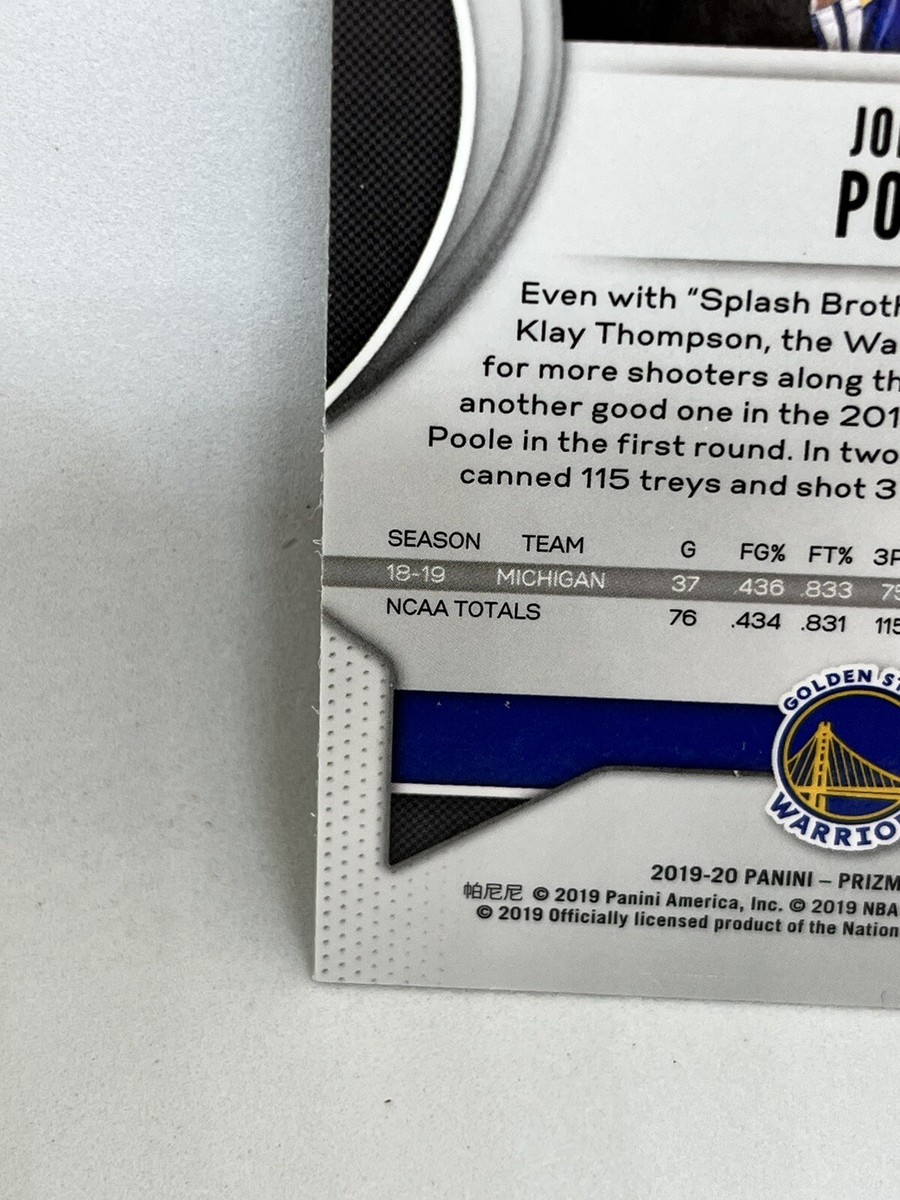 JO
PO
Even with "Splash Broth
Klay Thompson, the Wa
for more shooters along th
another good one in the 201
Poole in the first round. In two
canned 115 treys and shot 3
SEASON TEAM G FG% FT% 3P
18-19 MICHIGAN 37 .436 .833 75
NCAA TOTALS 76 .434 .831 115
GOLDEN ST
WARRIO
2019-20 PANINI – PRIZM
帕尼尼 © 2019 Panini America, Inc. © 2019 NBA
© 2019 Officially licensed product of the Nation